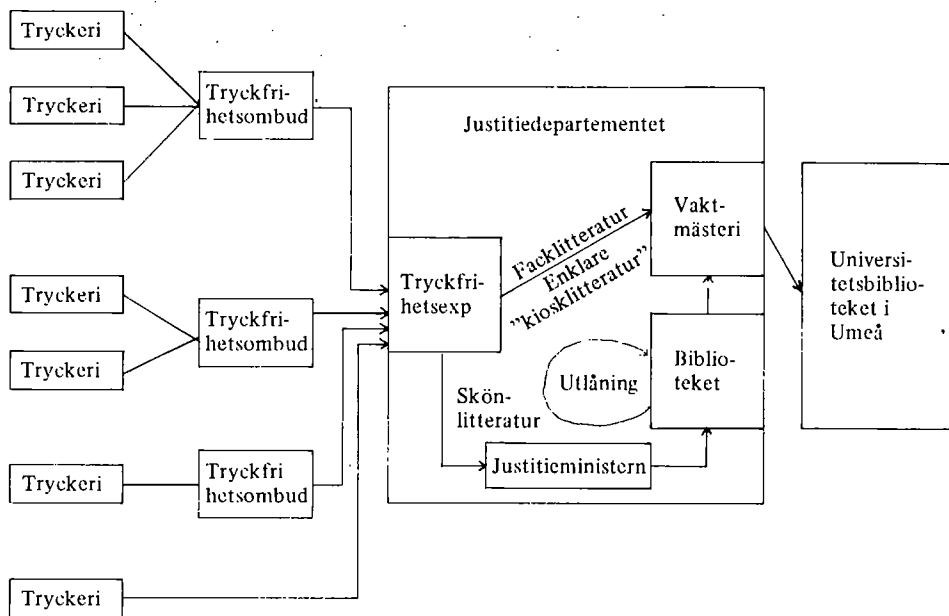 Tryckeri
Tryckeri
Tryckeri
Tryckfri-
hetsombud
Tryckeri
Tryckeri
Tryckfri-
hetsombud
Tryckeri
Tryckfri
hetsombud
Tryckeri
Justitiedepartementet
Tryckfri-
hetsexp
Facklitteratur
Enklare
”kiosklitteratur”
Vakt-
mästeri
Skön-
litteratur
Justitieministern
Utlåning
Biblio-
teket
Universi-
tetsbiblio-
teket i
Umeå